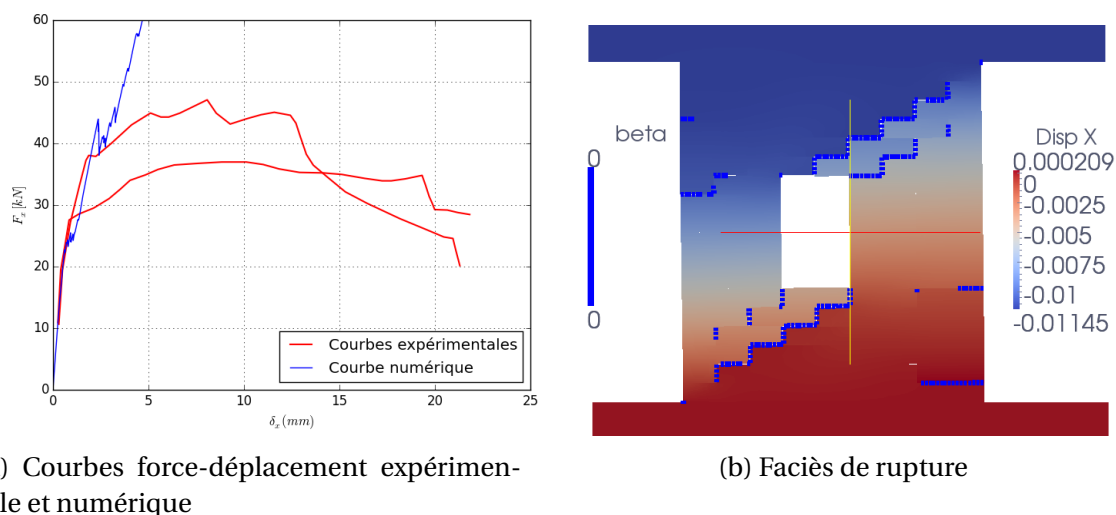 60
50
40
30
20
10
0
F_x [kN]
0 5 10 15 20 25
δ_x (mm)
Courbes expérimentales
Courbe numérique
) Courbes force-déplacement expérimen-
le et numérique
beta
0
0
Disp X
0.000209
0
-0.0025
-0.005
-0.0075
-0.01
-0.01145
(b) Faciès de rupture